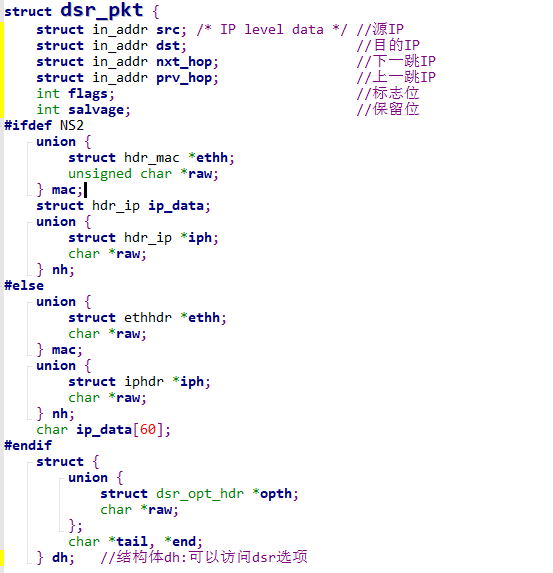 struct dsr_pkt {
    struct in_addr src; /* IP level data */ //源IP
    struct in_addr dst;                     //目的IP
    struct in_addr nxt_hop;                 //下一跳IP
    struct in_addr prv_hop;                 //上一跳IP
    int flags;                              //标志位
    int salvage;                            //保留位
#ifdef NS2
    union {
        struct hdr_mac *ethh;
        unsigned char *raw;
    } mac;
    struct hdr_ip ip_data;
    union {
        struct hdr_ip *iph;
        char *raw;
    } nh;
#else
    union {
        struct ethhdr *ethh;
        char *raw;
    } mac;
    union {
        struct iphdr *iph;
        char *raw;
    } nh;
    char ip_data[60];
#endif
    struct {
        union {
            struct dsr_opt_hdr *opth;
            char *raw;
        };
        char *tail, *end;
    } dh;   //结构体dh:可以访问dsr选项